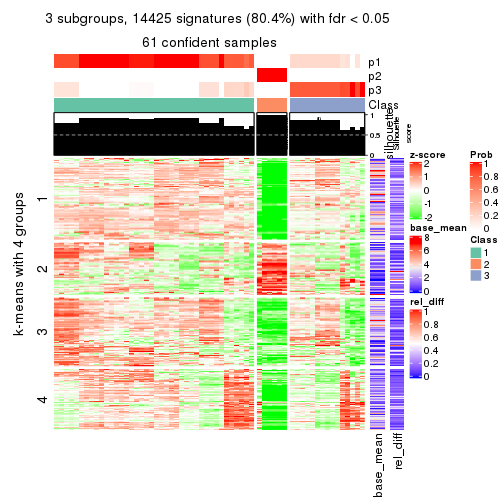 3 subgroups, 14425 signatures (80.4%) with fdr < 0.05
61 confident samples
p1
p2
p3
Class
1
0.5
0
silhouette
Silhouette
score
k-means with 4 groups
1
2
3
4
base_mean
rel_diff
z-score
2
1
0
-1
-2
base_mean
8
6
4
2
0
rel_diff
1
0.8
0.6
0.4
0.2
0
Prob
1
0.8
0.6
0.4
0.2
0
Class
1
2
3